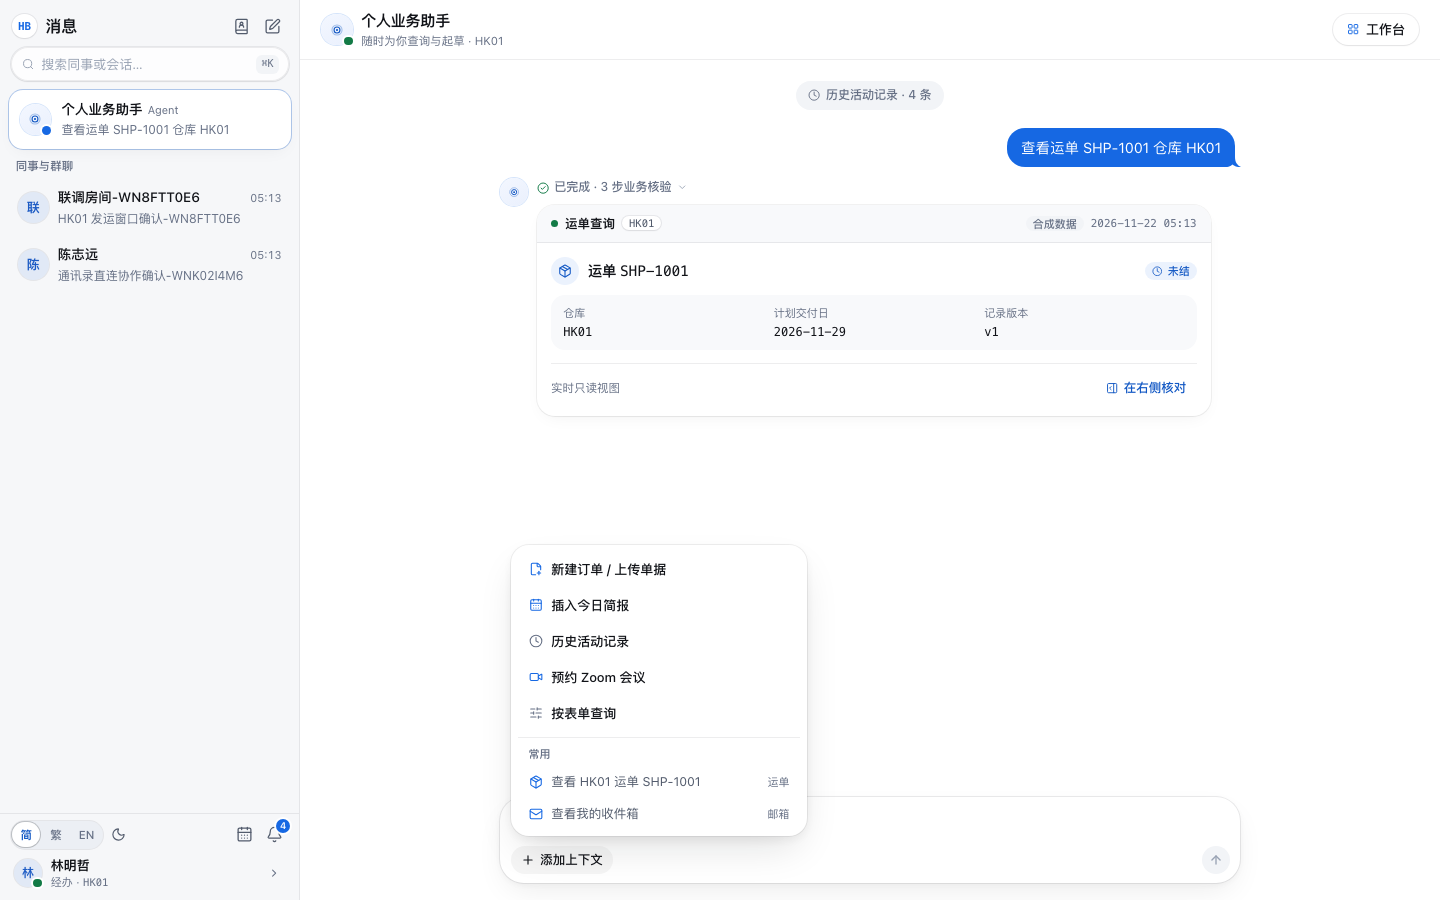 HB 消息
搜索同事或会话... ⌘K
个人业务助手 Agent
查看运单 SHP-1001 仓库 HK01
同事与群聊
联 联调房间-WN8FTT0E6 05:13
HK01 发运窗口确认-WN8FTT0E6
陈 陈志远 05:13
通讯录直连协作确认-WNK02I4M6
简 繁 EN 4
林 林明哲
经办 · HK01
个人业务助手
随时为你查询与起草 · HK01
工作台
历史活动记录 · 4 条
查看运单 SHP-1001 仓库 HK01
已完成 · 3 步业务核验
运单查询 HK01 合成数据 2026-11-22 05:13
运单 SHP-1001 未结
仓库 计划交付日 记录版本
HK01 2026-11-29 v1
实时只读视图 在右侧核对
新建订单 / 上传单据
插入今日简报
历史活动记录
预约 Zoom 会议
按表单查询
常用
查看 HK01 运单 SHP-1001 运单
查看我的收件箱 邮箱
添加上下文